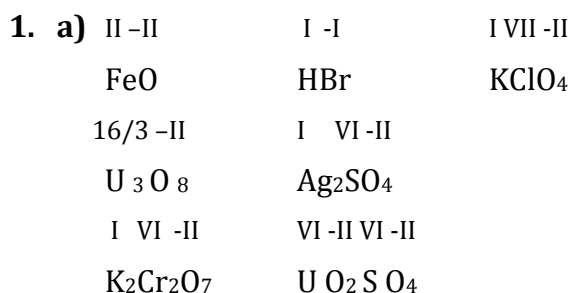 1. a) II –II I -I I VII -II
FeO HBr KClO4
16/3 –II I VI -II
U 3 O 8 Ag2SO4
I VI -II VI -II VI -II
K2Cr2O7 U O2 S O4